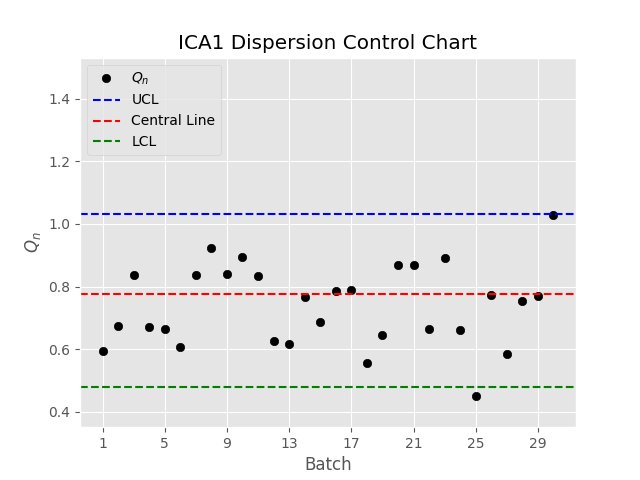 ICA1 Dispersion Control Chart
Qn
UCL
Central Line
LCL
1.4
1.2
1.0
0.8
0.6
0.4
Qn
1 5 9 13 17 21 25 29
Batch